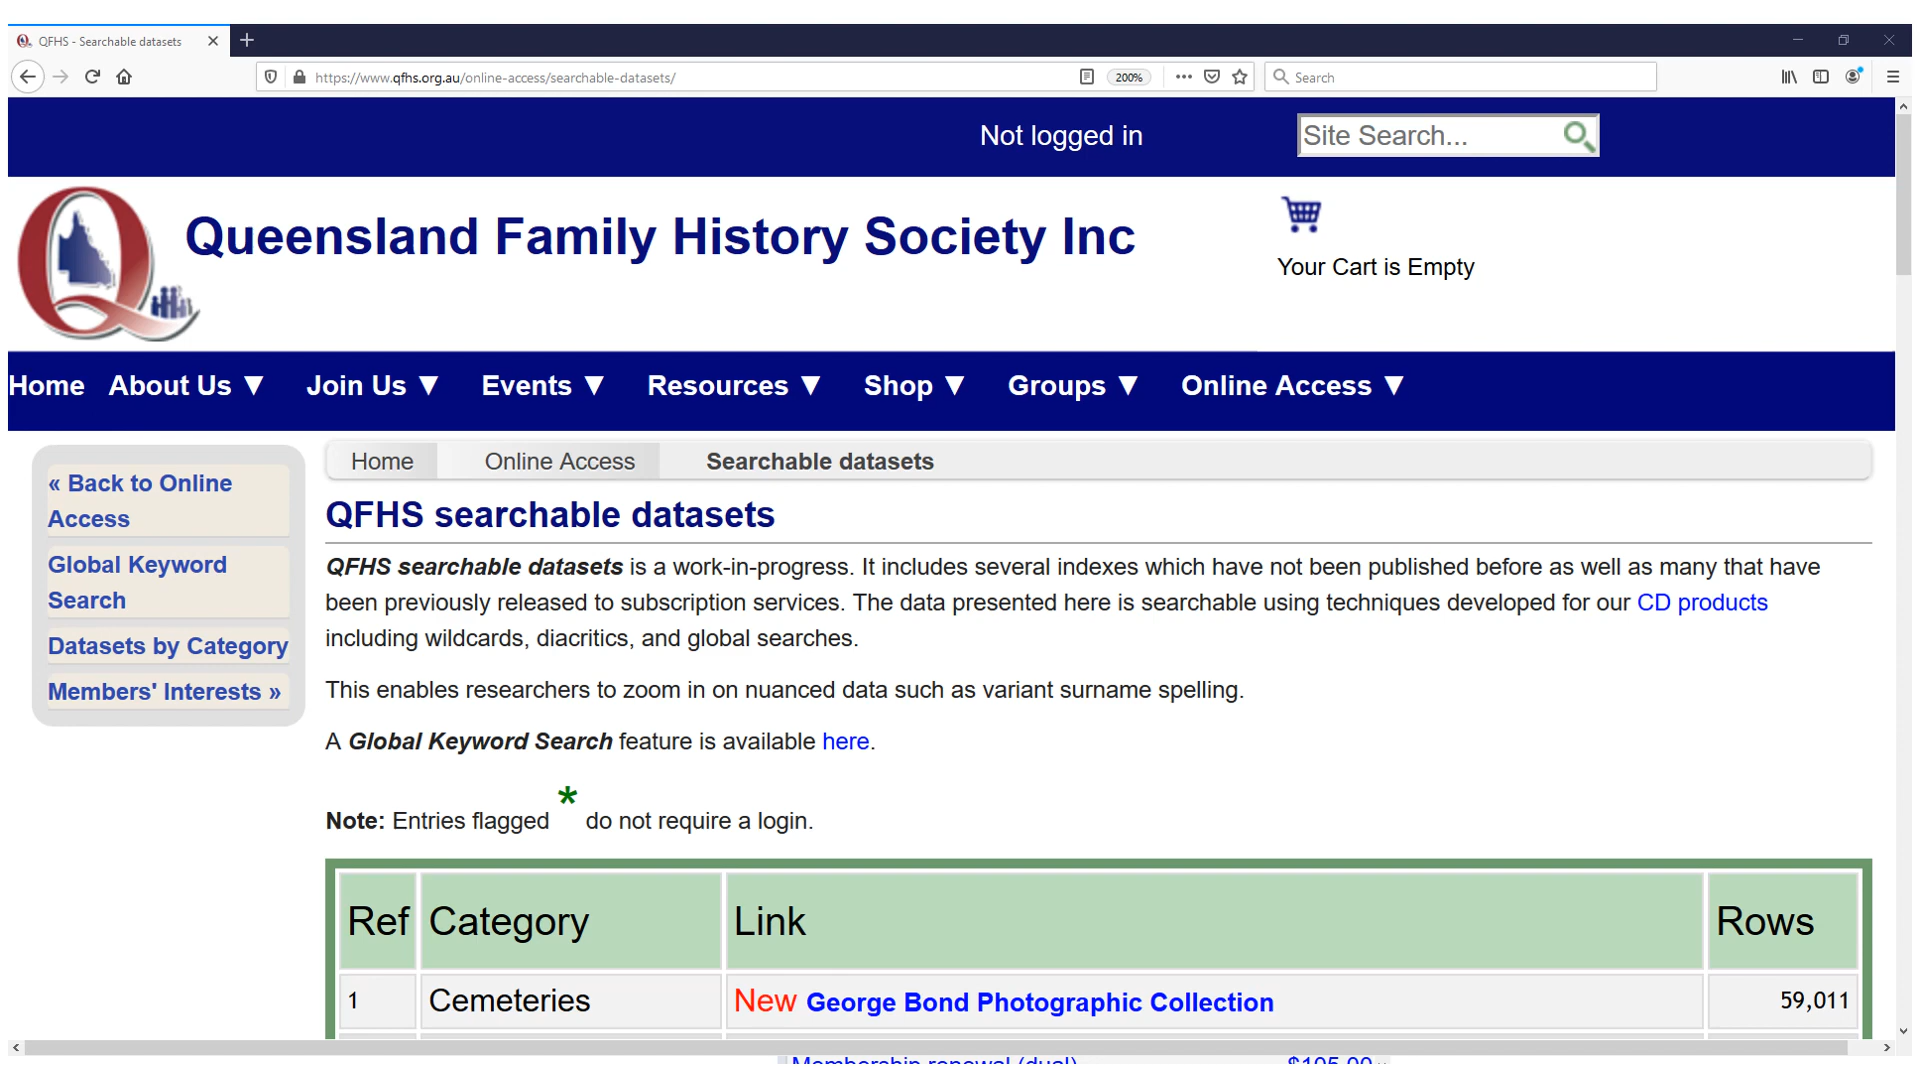 QFHS - Searchable datasets
https://www.qfhs.org.au/online-access/searchable-datasets/
200%
Search
Not logged in
Site Search...
Queensland Family History Society Inc
Your Cart is Empty
Home About Us ▼ Join Us ▼ Events ▼ Resources ▼ Shop ▼ Groups ▼ Online Access ▼
« Back to Online
Access
Global Keyword
Search
Datasets by Category
Members' Interests »
Home Online Access Searchable datasets
QFHS searchable datasets
QFHS searchable datasets is a work-in-progress. It includes several indexes which have not been published before as well as many that have
been previously released to subscription services. The data presented here is searchable using techniques developed for our CD products
including wildcards, diacritics, and global searches.
This enables researchers to zoom in on nuanced data such as variant surname spelling.
A Global Keyword Search feature is available here.
Note: Entries flagged * do not require a login.
Ref Category Link Rows
1 Cemeteries New George Bond Photographic Collection 59,011
Membership renewal (dual) $105.00